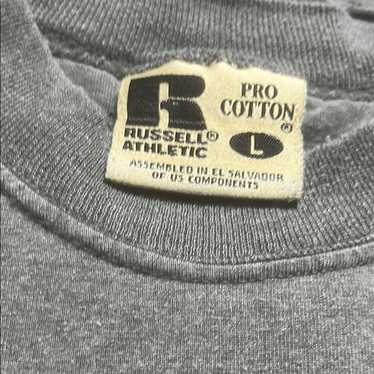 R
PRO
COTTON®
RUSSELL®
ATHLETIC
L
ASSEMBLED IN EL SALVADOR
OF US COMPONENTS